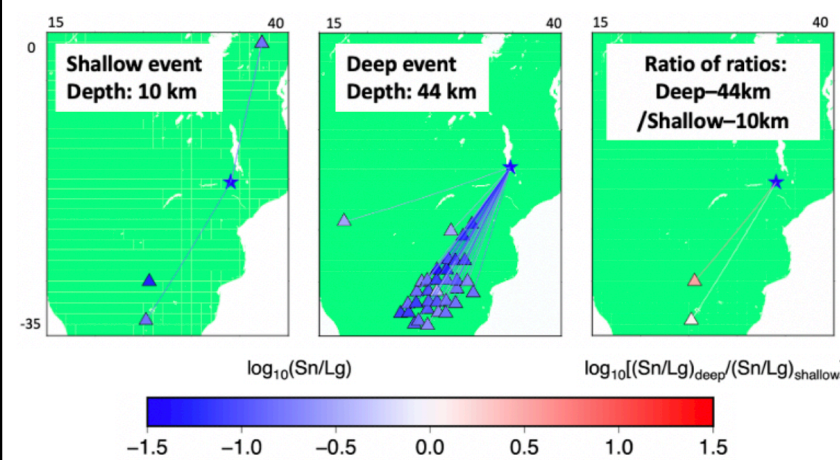 15 40 15 40 15 40
0
Shallow event
Depth: 10 km
Deep event
Depth: 44 km
Ratio of ratios:
Deep–44km
/Shallow–10km
-35
log10(Sn/Lg)
log10[(Sn/Lg)deep/(Sn/Lg)shallow
−1.5 −1.0 −0.5 0.0 0.5 1.0 1.5